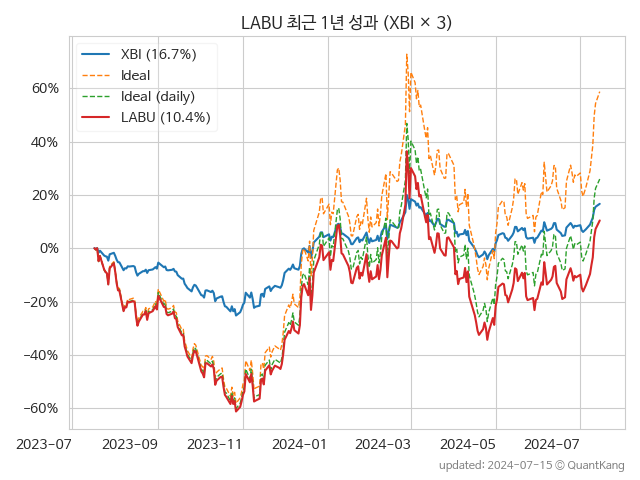 LABU 최근 1년 성과 (XBI × 3)
XBI (16.7%)
Ideal
Ideal (daily)
LABU (10.4%)
60%
40%
20%
0%
−20%
−40%
−60%
2023-07 2023-09 2023-11 2024-01 2024-03 2024-05 2024-07
updated: 2024-07-15 ⓒ QuantKang